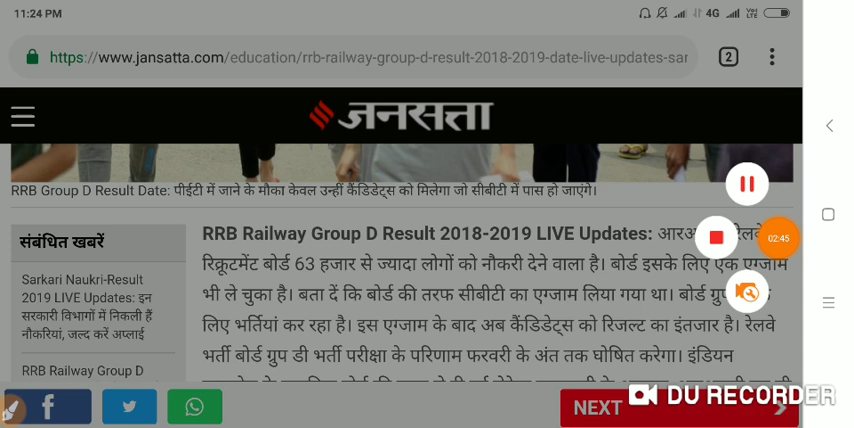 11:24 PM
4G
Vo)
LTE
https://www.jansatta.com/education/rrb-railway-group-d-result-2018-2019-date-live-updates-sar
2
जनसत्ता
RRB Group D Result Date: पीईटी में जाने के मौका केवल उन्हीं कैंडिडेट्स को मिलेगा जो सीबीटी में पास हो जाएंगे।
संबंधित खबरें
Sarkari Naukri-Result
2019 LIVE Updates: इन
सरकारी विभागों में निकली हैं
नौकरियां, जल्द करें अप्लाई
RRB Railway Group D
RRB Railway Group D Result 2018-2019 LIVE Updates:
रिक्रूटमेंट बोर्ड 63 हजार से ज्यादा लोगों को नौकरी देने वाला है। बोर्ड इसके लिए एक एग्जाम
भी ले चुका है। बता दें कि बोर्ड की तरफ सीबीटी का एग्जाम लिया गया था। बोर्ड
लिए भर्तियां कर रहा है। इस एग्जाम के बाद अब कैंडिडेट्स को रिजल्ट का इंतजार है। रेलवे
भर्ती बोर्ड ग्रुप डी भर्ती परीक्षा के परिणाम फरवरी के अंत तक घोषित करेगा। इंडियन
02:45
NEXT
DU RECORDER